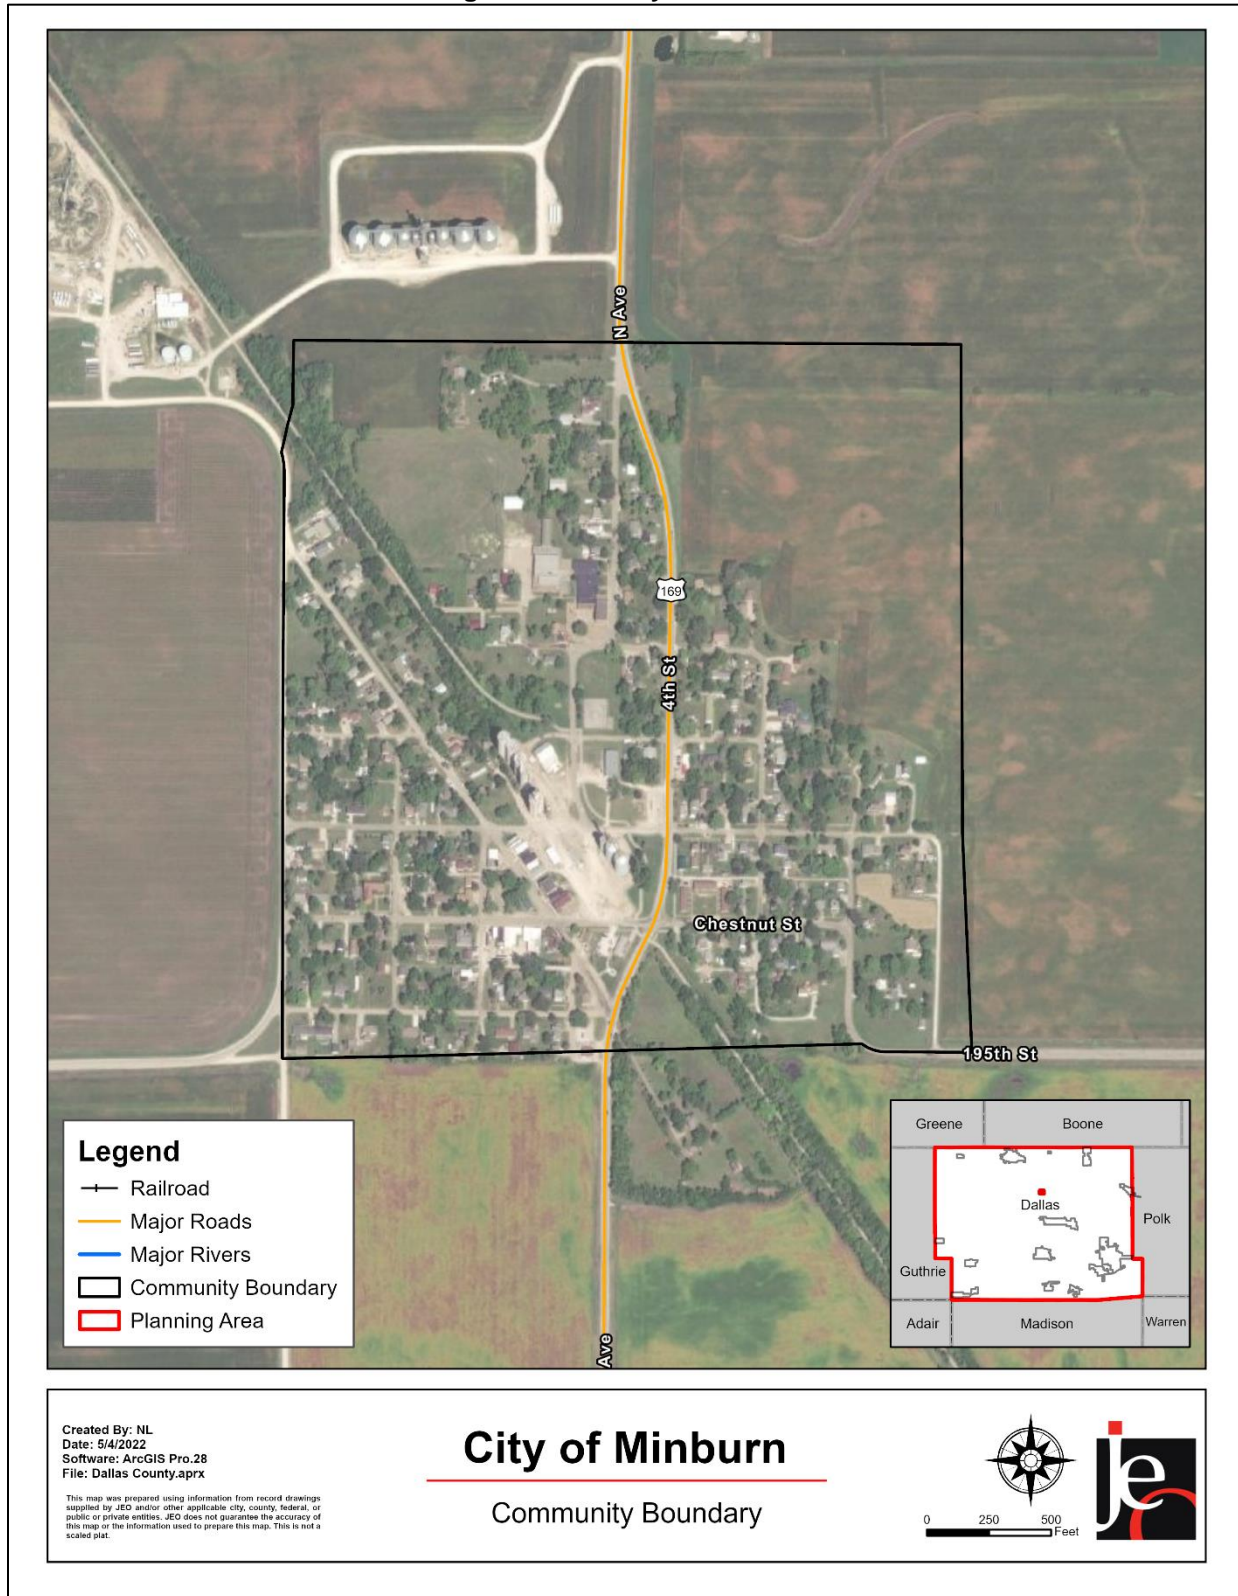 N Ave
169
4th St
Chestnut St
195th St
Ave
Legend
Railroad
Major Roads
Major Rivers
Community Boundary
Planning Area
Greene
Boone
Dallas
Polk
Guthrie
Adair
Madison
Warren
Created By: NL
Date: 5/4/2022
Software: ArcGIS Pro.28
File: Dallas County.aprx
This map was prepared using information from record drawings
supplied by JEO and/or other applicable city, county, federal, or
public or private entities. JEO does not guarantee the accuracy of
this map or the information used to prepare this map. This is not a
scaled plat.
City of Minburn
Community Boundary
0 250 500
Feet
jeo